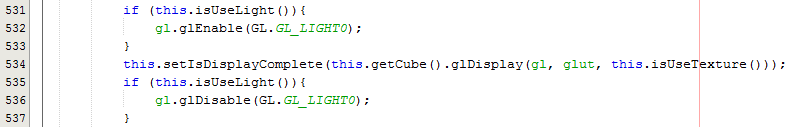 531 if (this.isUseLight()){
532 gl.glEnable(GL.GL_LIGHT0);
533 }
534 this.setIsDisplayComplete(this.getCube().glDisplay(gl, glut, this.isUseTexture()));
535 if (this.isUseLight()){
536 gl.glDisable(GL.GL_LIGHT0);
537 }